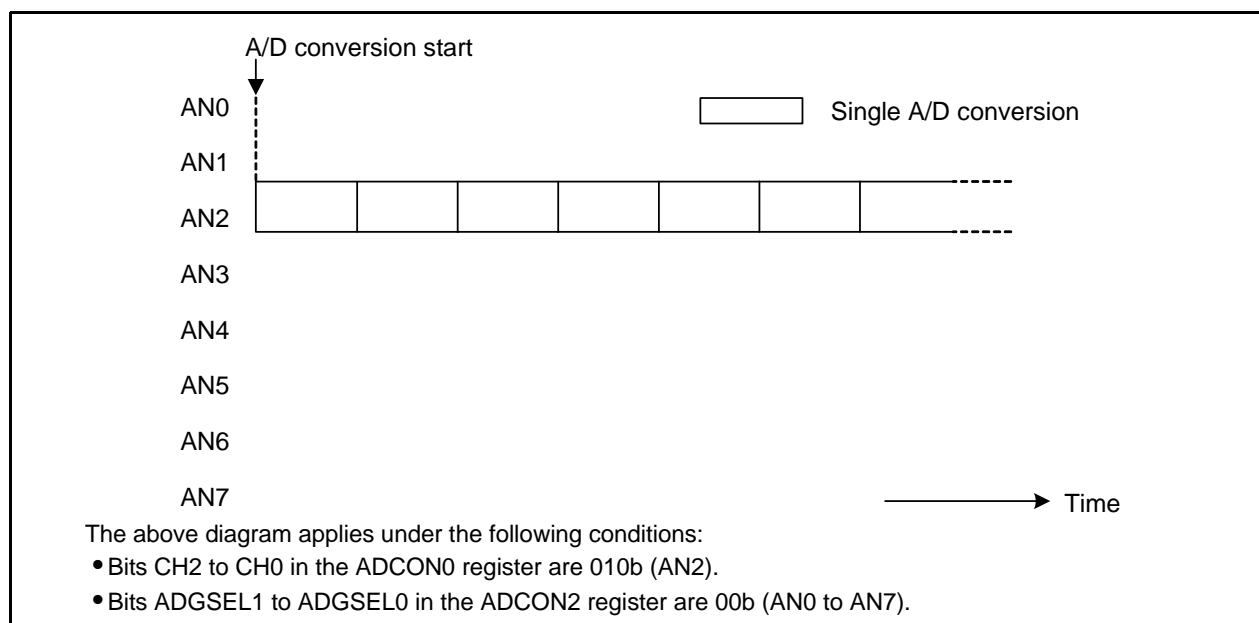 A/D conversion start
AN0
Single A/D conversion
AN1
AN2
AN3
AN4
AN5
AN6
AN7
Time
The above diagram applies under the following conditions:
• Bits CH2 to CH0 in the ADCON0 register are 010b (AN2).
• Bits ADGSEL1 to ADGSEL0 in the ADCON2 register are 00b (AN0 to AN7).